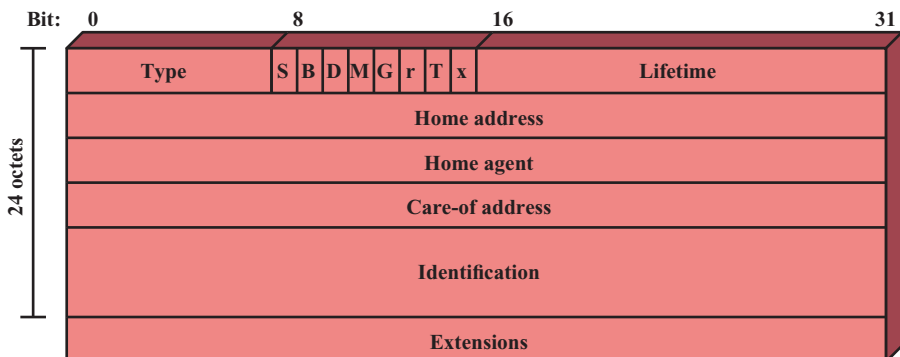 Bit: 0 8 16 31
Type S B D M G r T x Lifetime
Home address
Home agent
Care-of address
24 octets
Identification
Extensions